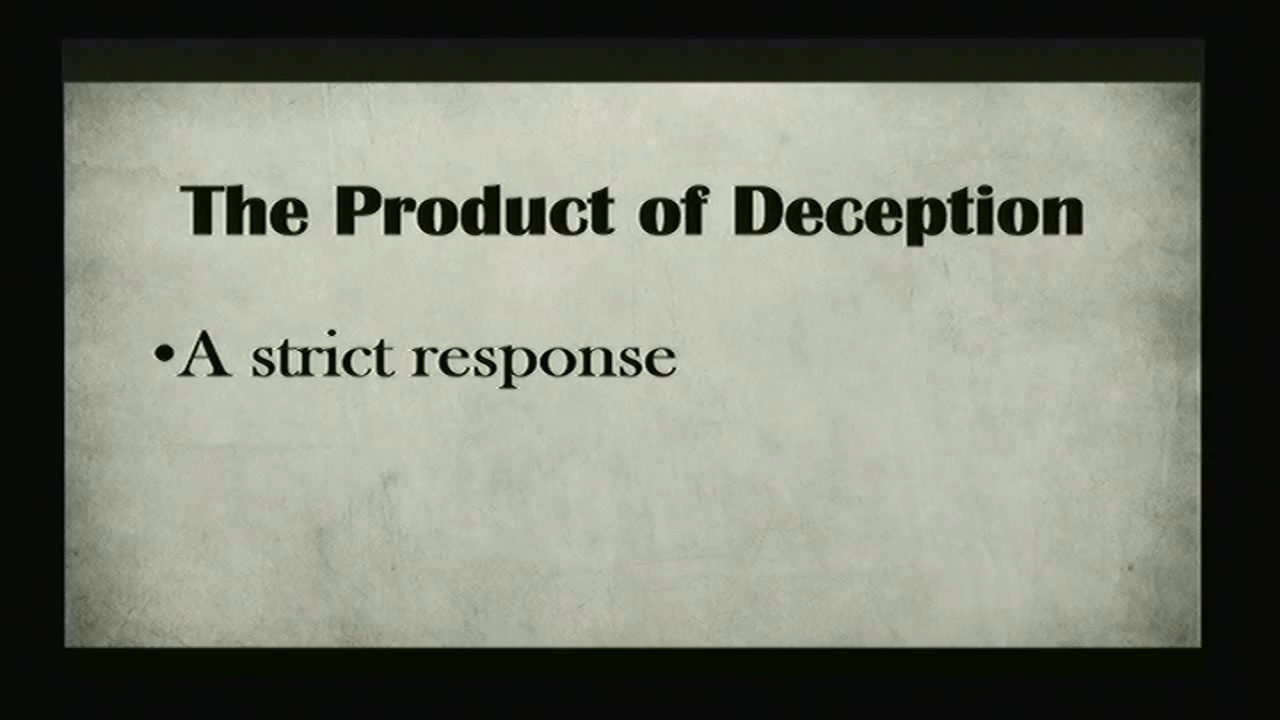 The Product of Deception
•A strict response